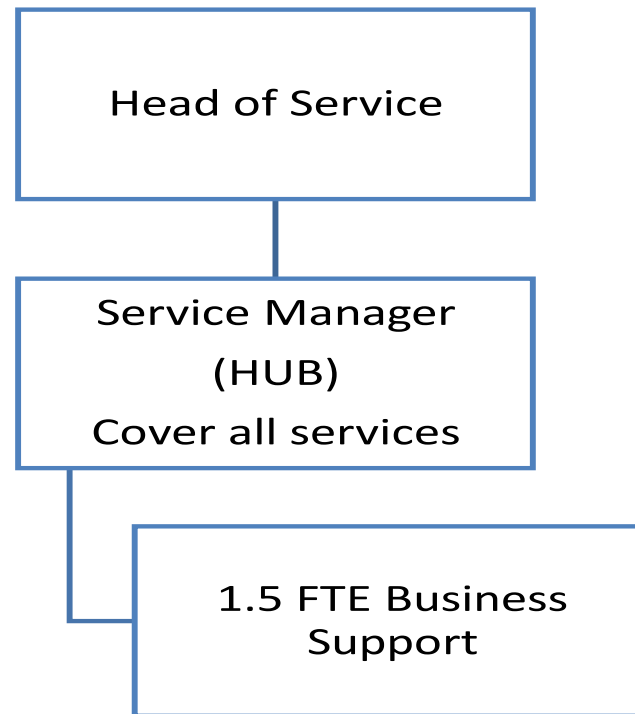 Head of Service
Service Manager
(HUB)
Cover all services
1.5 FTE Business
Support